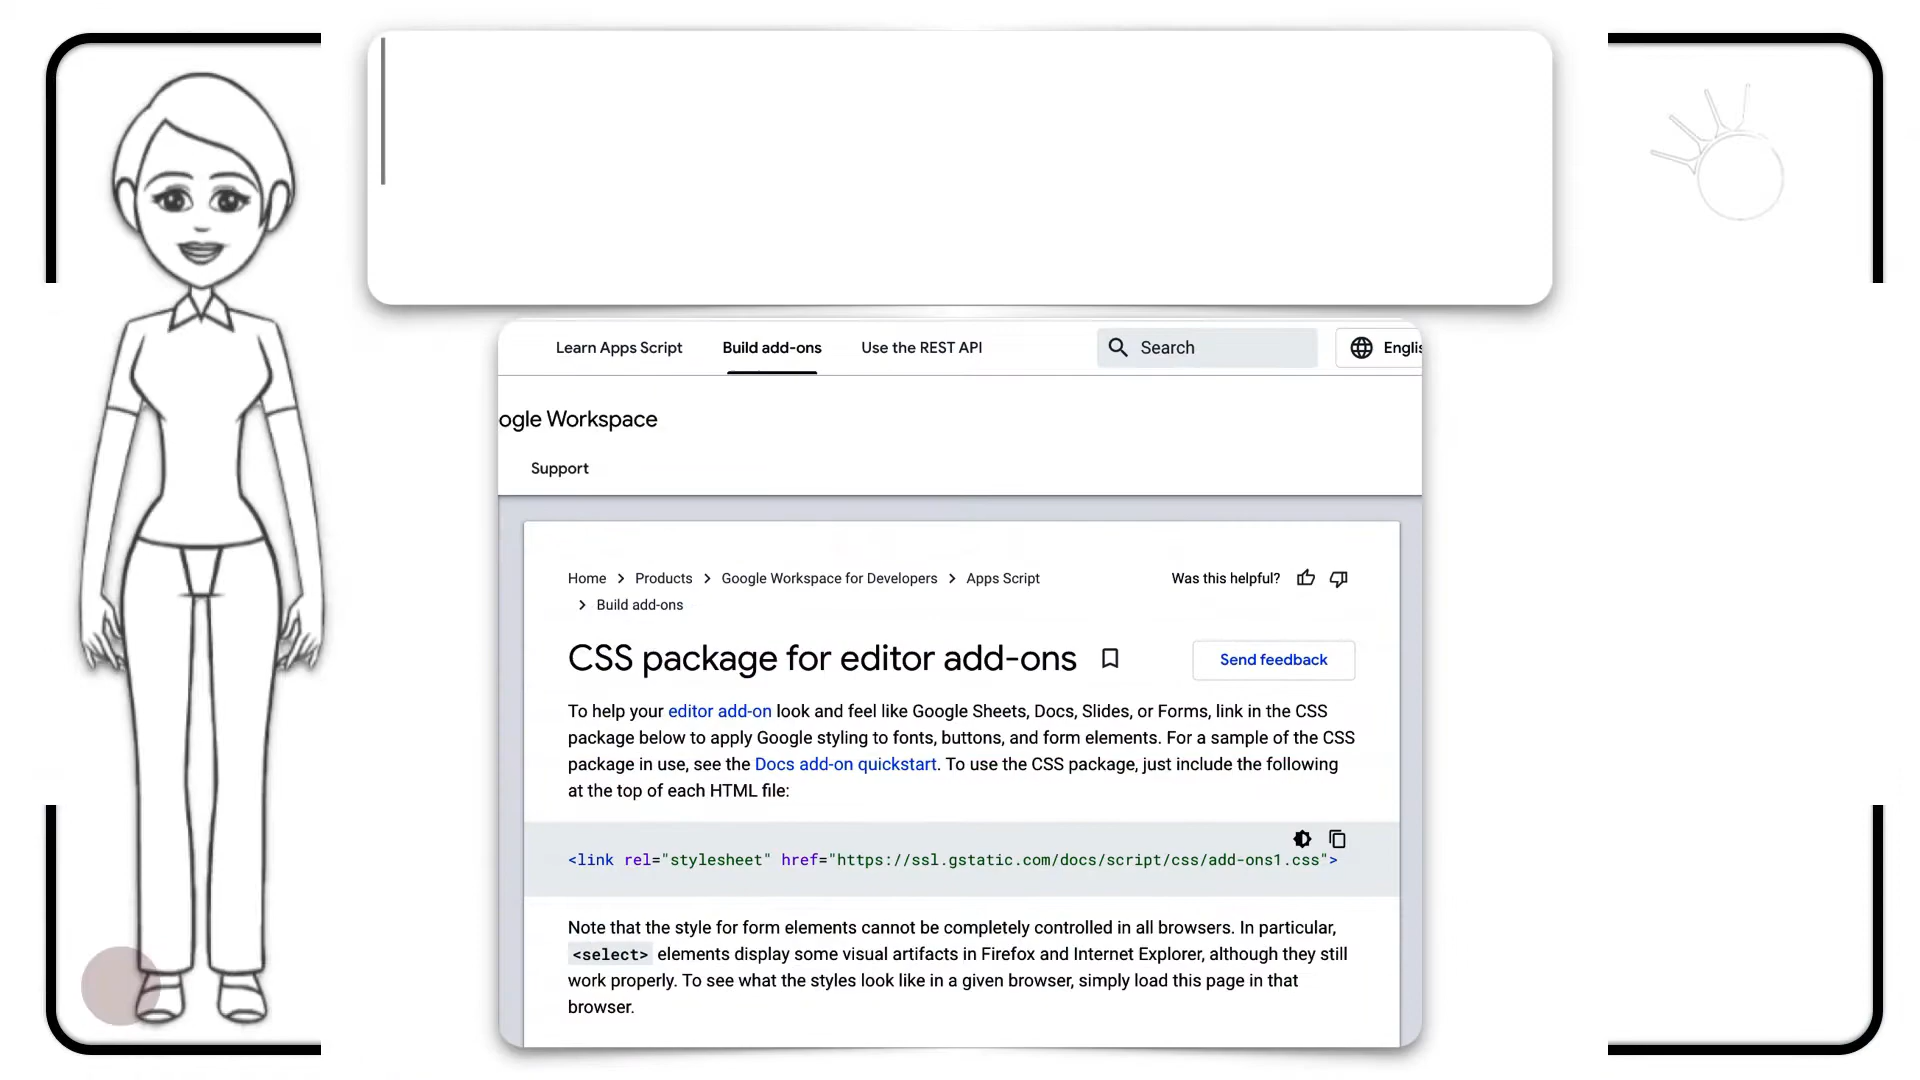 Learn Apps Script Build add-ons Use the REST API Search Englis
ogle Workspace
Support
Home > Products > Google Workspace for Developers > Apps Script Was this helpful?
> Build add-ons
CSS package for editor add-ons Send feedback
To help your editor add-on look and feel like Google Sheets, Docs, Slides, or Forms, link in the CSS
package below to apply Google styling to fonts, buttons, and form elements. For a sample of the CSS
package in use, see the Docs add-on quickstart. To use the CSS package, just include the following
at the top of each HTML file:
<link rel="stylesheet" href="https://ssl.gstatic.com/docs/script/css/add-ons1.css">
Note that the style for form elements cannot be completely controlled in all browsers. In particular,
<select> elements display some visual artifacts in Firefox and Internet Explorer, although they still
work properly. To see what the styles look like in a given browser, simply load this page in that
browser.